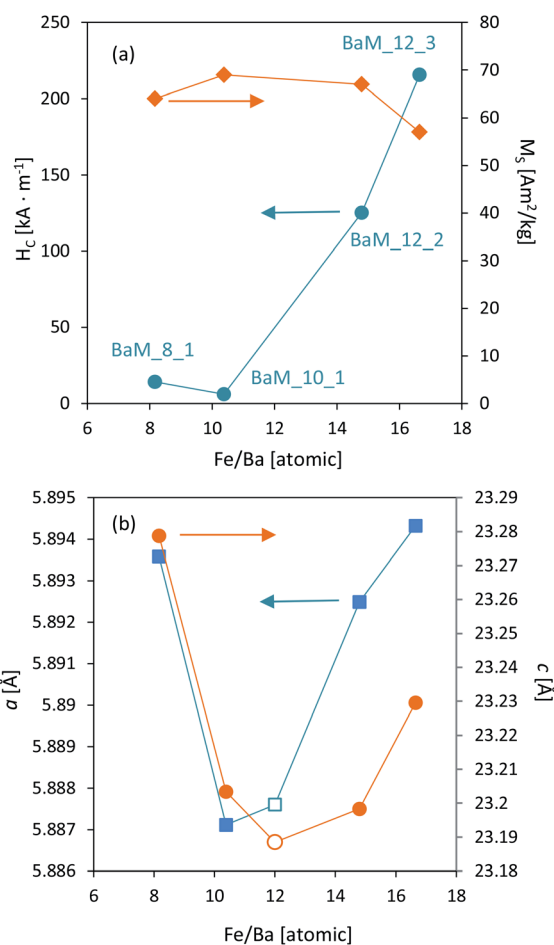 250
200
150
100
50
0
H_C [kA · m⁻¹]
(a)
BaM_12_3
BaM_12_2
BaM_8_1
BaM_10_1
80
70
60
50
40
30
20
10
0
M_S [Am²/kg]
6 8 10 12 14 16 18
Fe/Ba [atomic]
5.895
5.894
5.893
5.892
5.891
5.89
5.889
5.888
5.887
5.886
a [Å]
(b)
23.29
23.28
23.27
23.26
23.25
23.24
23.23
23.22
23.21
23.2
23.19
23.18
c [Å]
6 8 10 12 14 16 18
Fe/Ba [atomic]